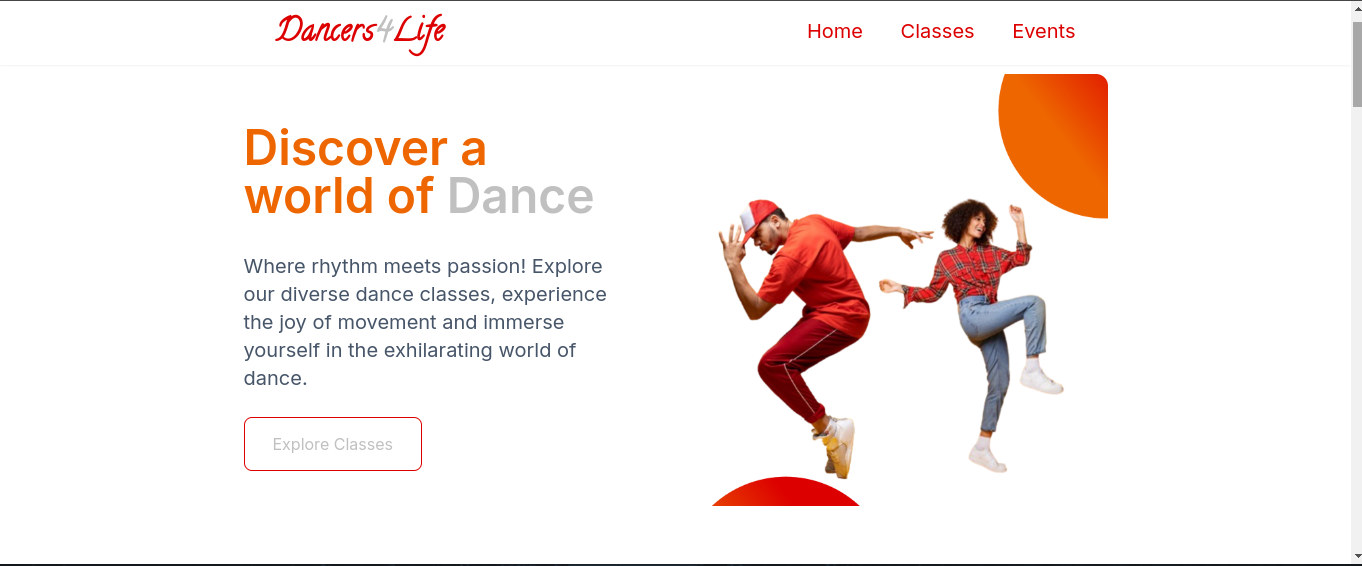 Dancers4Life
Home Classes Events
Discover a
world of Dance
Where rhythm meets passion! Explore
our diverse dance classes, experience
the joy of movement and immerse
yourself in the exhilarating world of
dance.
Explore Classes